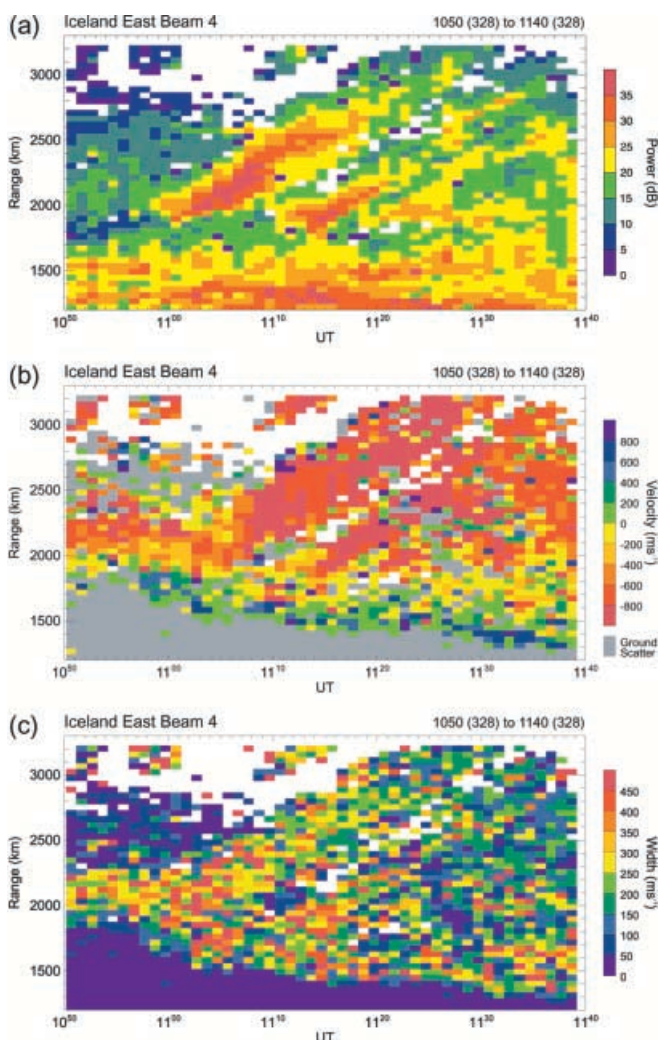 (a) Iceland East Beam 4 1050 (328) to 1140 (328)
3000
2500
2000
1500
Range (km)
10⁵⁰ 11⁰⁰ 11¹⁰ 11²⁰ 11³⁰ 11⁴⁰
UT
35
30
25
20
15
10
5
0
Power (dB)
(b) Iceland East Beam 4 1050 (328) to 1140 (328)
3000
2500
2000
1500
Range (km)
10⁵⁰ 11⁰⁰ 11¹⁰ 11²⁰ 11³⁰ 11⁴⁰
UT
800
600
400
200
0
-200
-400
-600
-800
Velocity (ms⁻¹)
Ground
Scatter
(c) Iceland East Beam 4 1050 (328) to 1140 (328)
3000
2500
2000
1500
Range (km)
10⁵⁰ 11⁰⁰ 11¹⁰ 11²⁰ 11³⁰ 11⁴⁰
UT
450
400
350
300
250
200
150
100
50
0
Width (ms⁻¹)